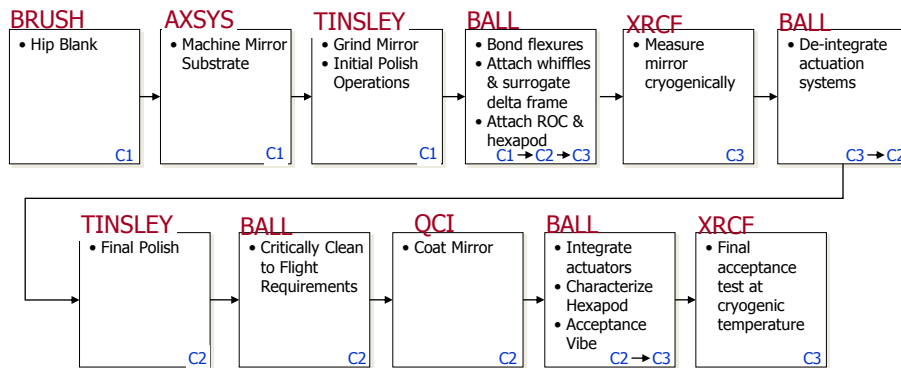 BRUSH
• Hip Blank
C1
AXSYS
• Machine Mirror
Substrate
C1
TINSLEY
• Grind Mirror
• Initial Polish
Operations
C1
BALL
• Bond flexures
• Attach whiffles
& surrogate
delta frame
• Attach ROC &
hexapod
C1 → C2 → C3
XRCF
• Measure
mirror
cryogenically
C3
BALL
• De-integrate
actuation
systems
C3 → C2
TINSLEY
• Final Polish
C2
BALL
• Critically Clean
to Flight
Requirements
C2
QCI
• Coat Mirror
C2
BALL
• Integrate
actuators
• Characterize
Hexapod
• Acceptance
Vibe
C2 → C3
XRCF
• Final
acceptance
test at
cryogenic
temperature
C3